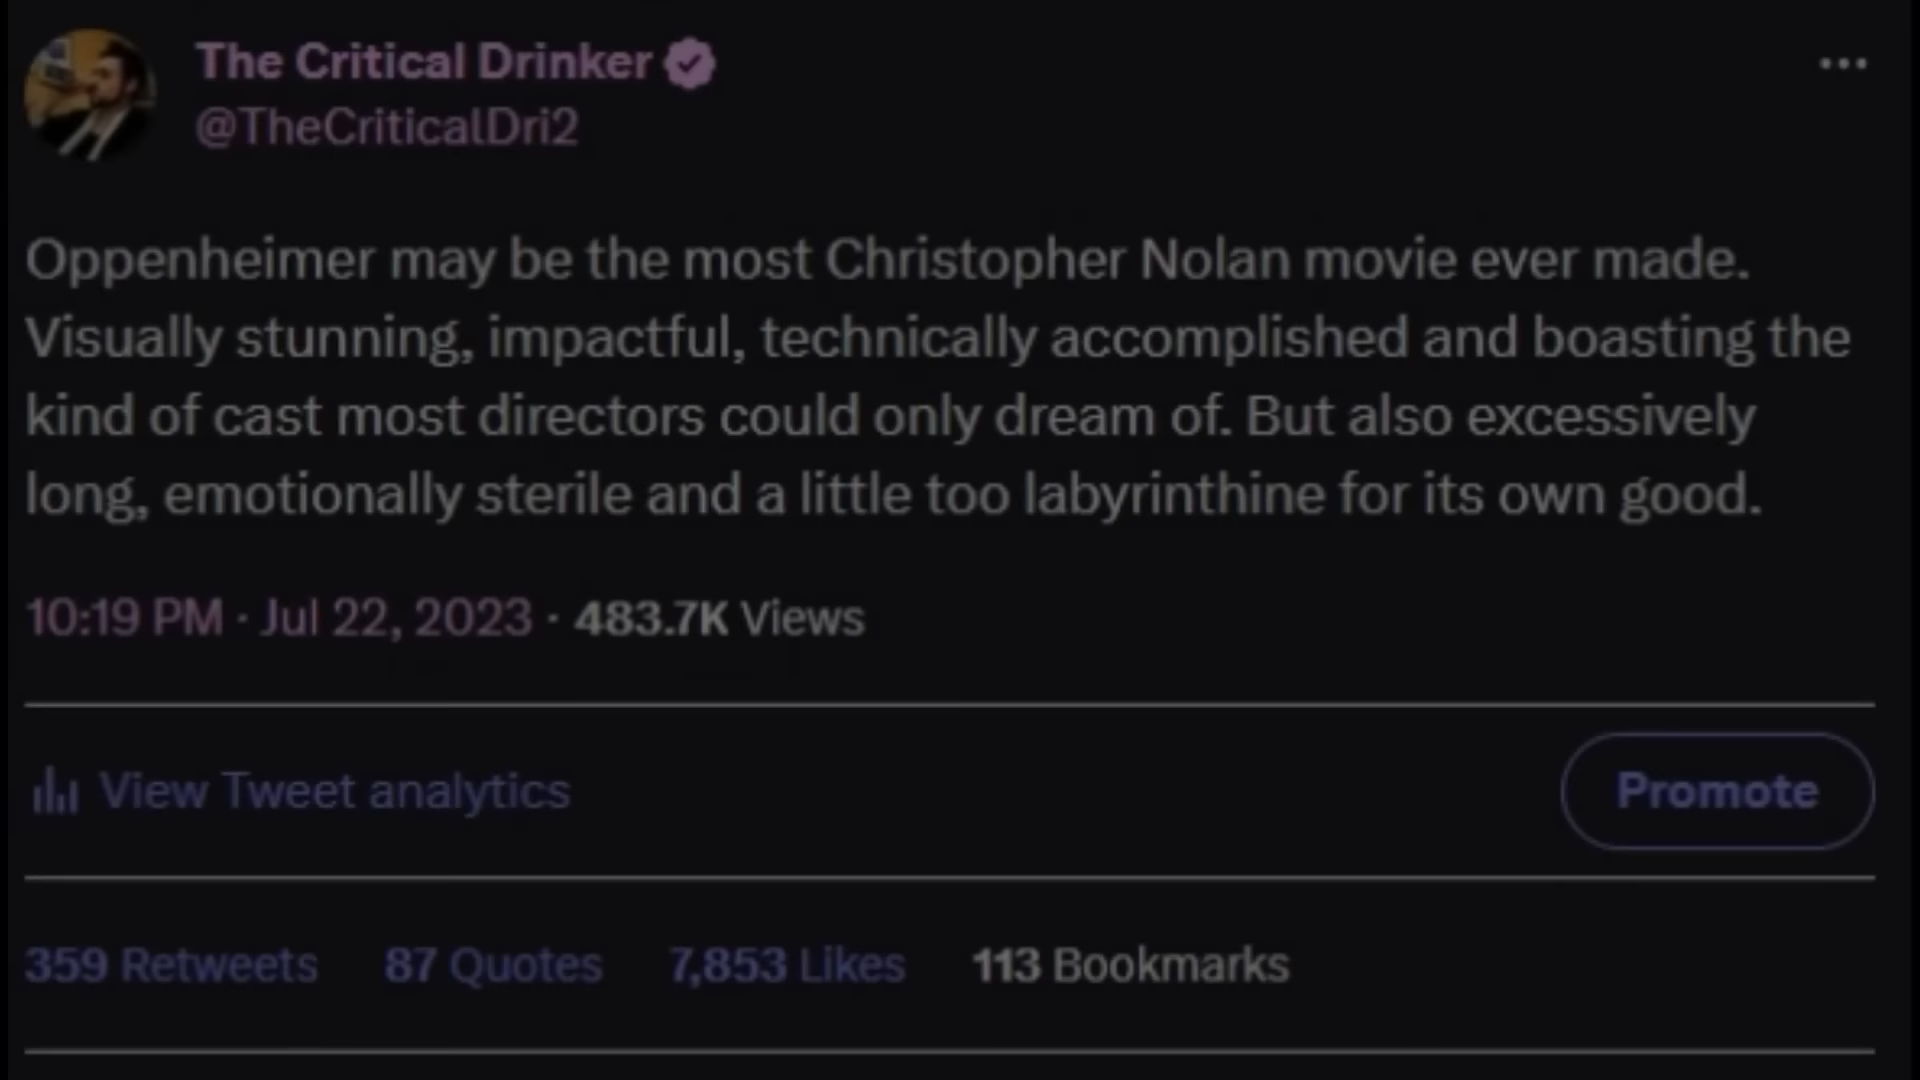 The Critical Drinker
@TheCriticalDri2
Oppenheimer may be the most Christopher Nolan movie ever made.
Visually stunning, impactful, technically accomplished and boasting the
kind of cast most directors could only dream of. But also excessively
long, emotionally sterile and a little too labyrinthine for its own good.
10:19 PM · Jul 22, 2023 · 483.7K Views
View Tweet analytics
Promote
359 Retweets 87 Quotes 7,853 Likes 113 Bookmarks